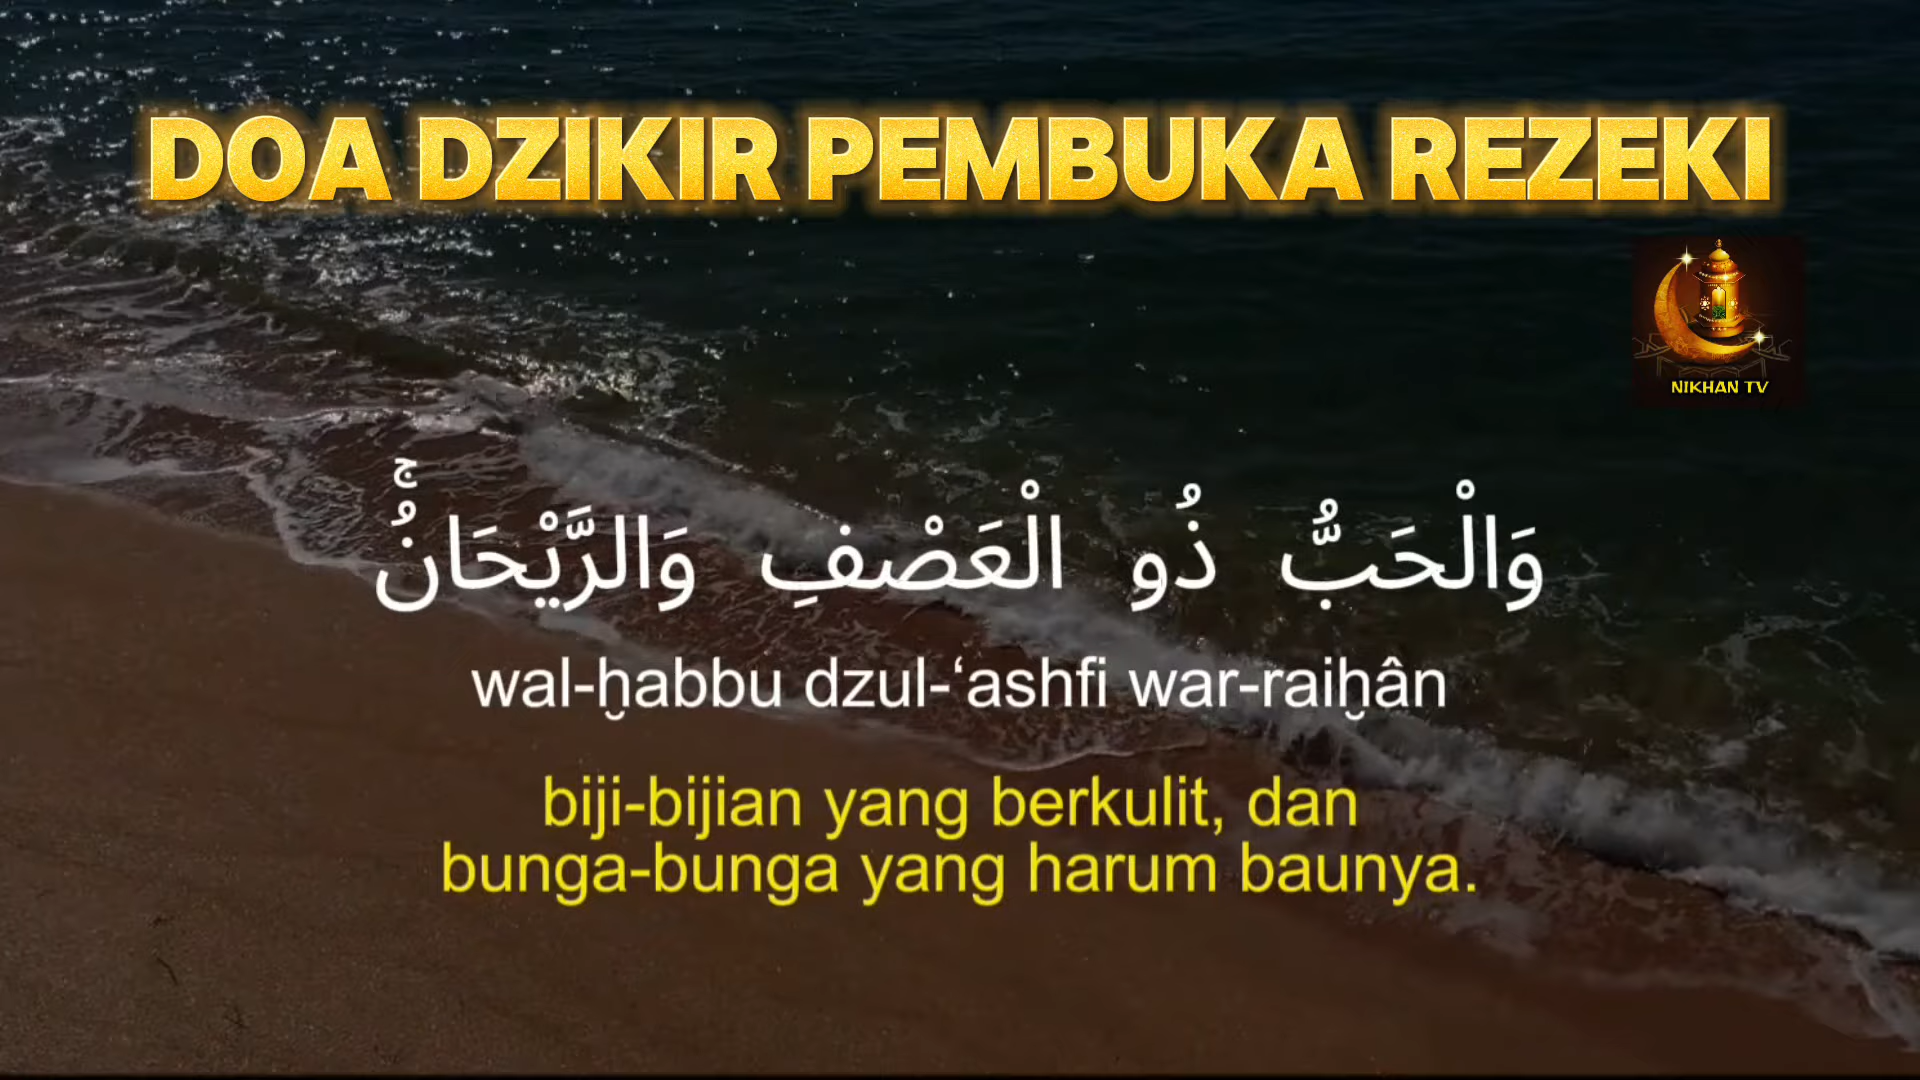 DOA DZIKIR PEMBUKA REZEKI
NIKHAN TV
وَالْحَبُّ ذُو الْعَصْفِ وَالرَّيْحَانُۚ
wal-ḫabbu dzul-‘ashfi war-raiḫân
biji-bijian yang berkulit, dan
bunga-bunga yang harum baunya.